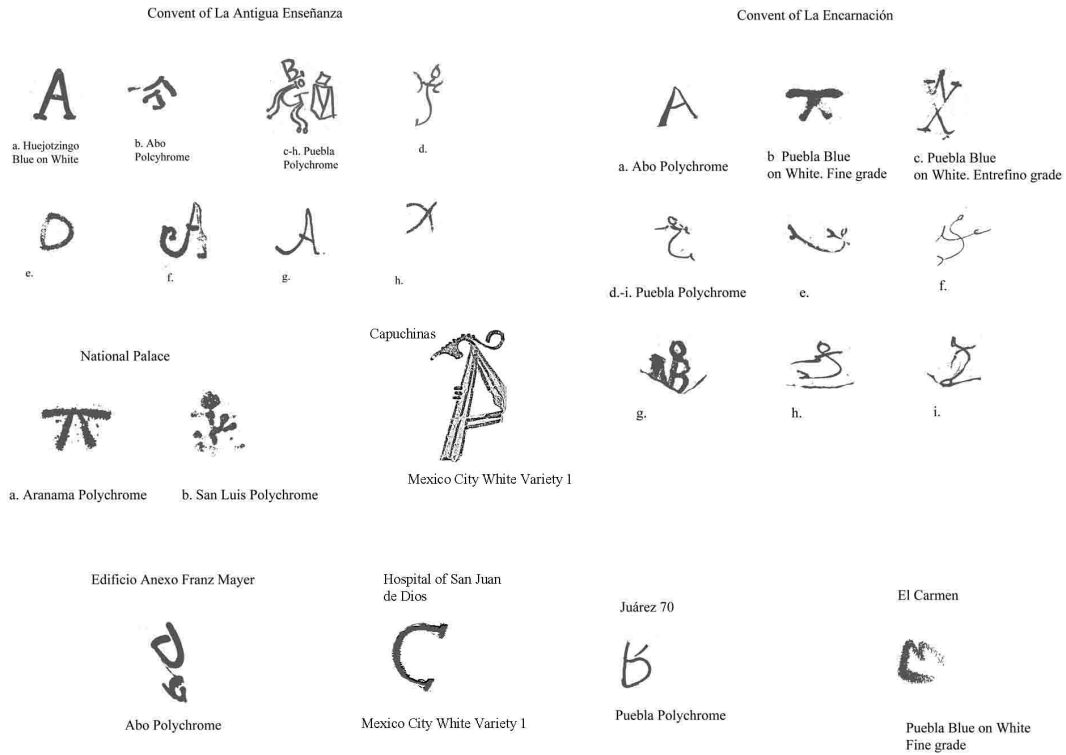 Convent of La Antigua Enseñanza
A
B
a. Huejotzingo
Blue on White
b. Abo
Polcyhrome
c-h. Puebla
Polychrome
d.
D
A
A.
X
e.
f.
g.
h.
Convent of La Encarnación
A
a. Abo Polychrome
b Puebla Blue
on White. Fine grade
c. Puebla Blue
on White. Entrefino grade
d.-i. Puebla Polychrome
e.
f.
B
g.
h.
i.
National Palace
a. Aranama Polychrome
b. San Luis Polychrome
Capuchinas
Mexico City White Variety 1
Edificio Anexo Franz Mayer
Abo Polychrome
Hospital of San Juan
de Dios
C
Mexico City White Variety 1
Juárez 70
Puebla Polychrome
El Carmen
Puebla Blue on White
Fine grade